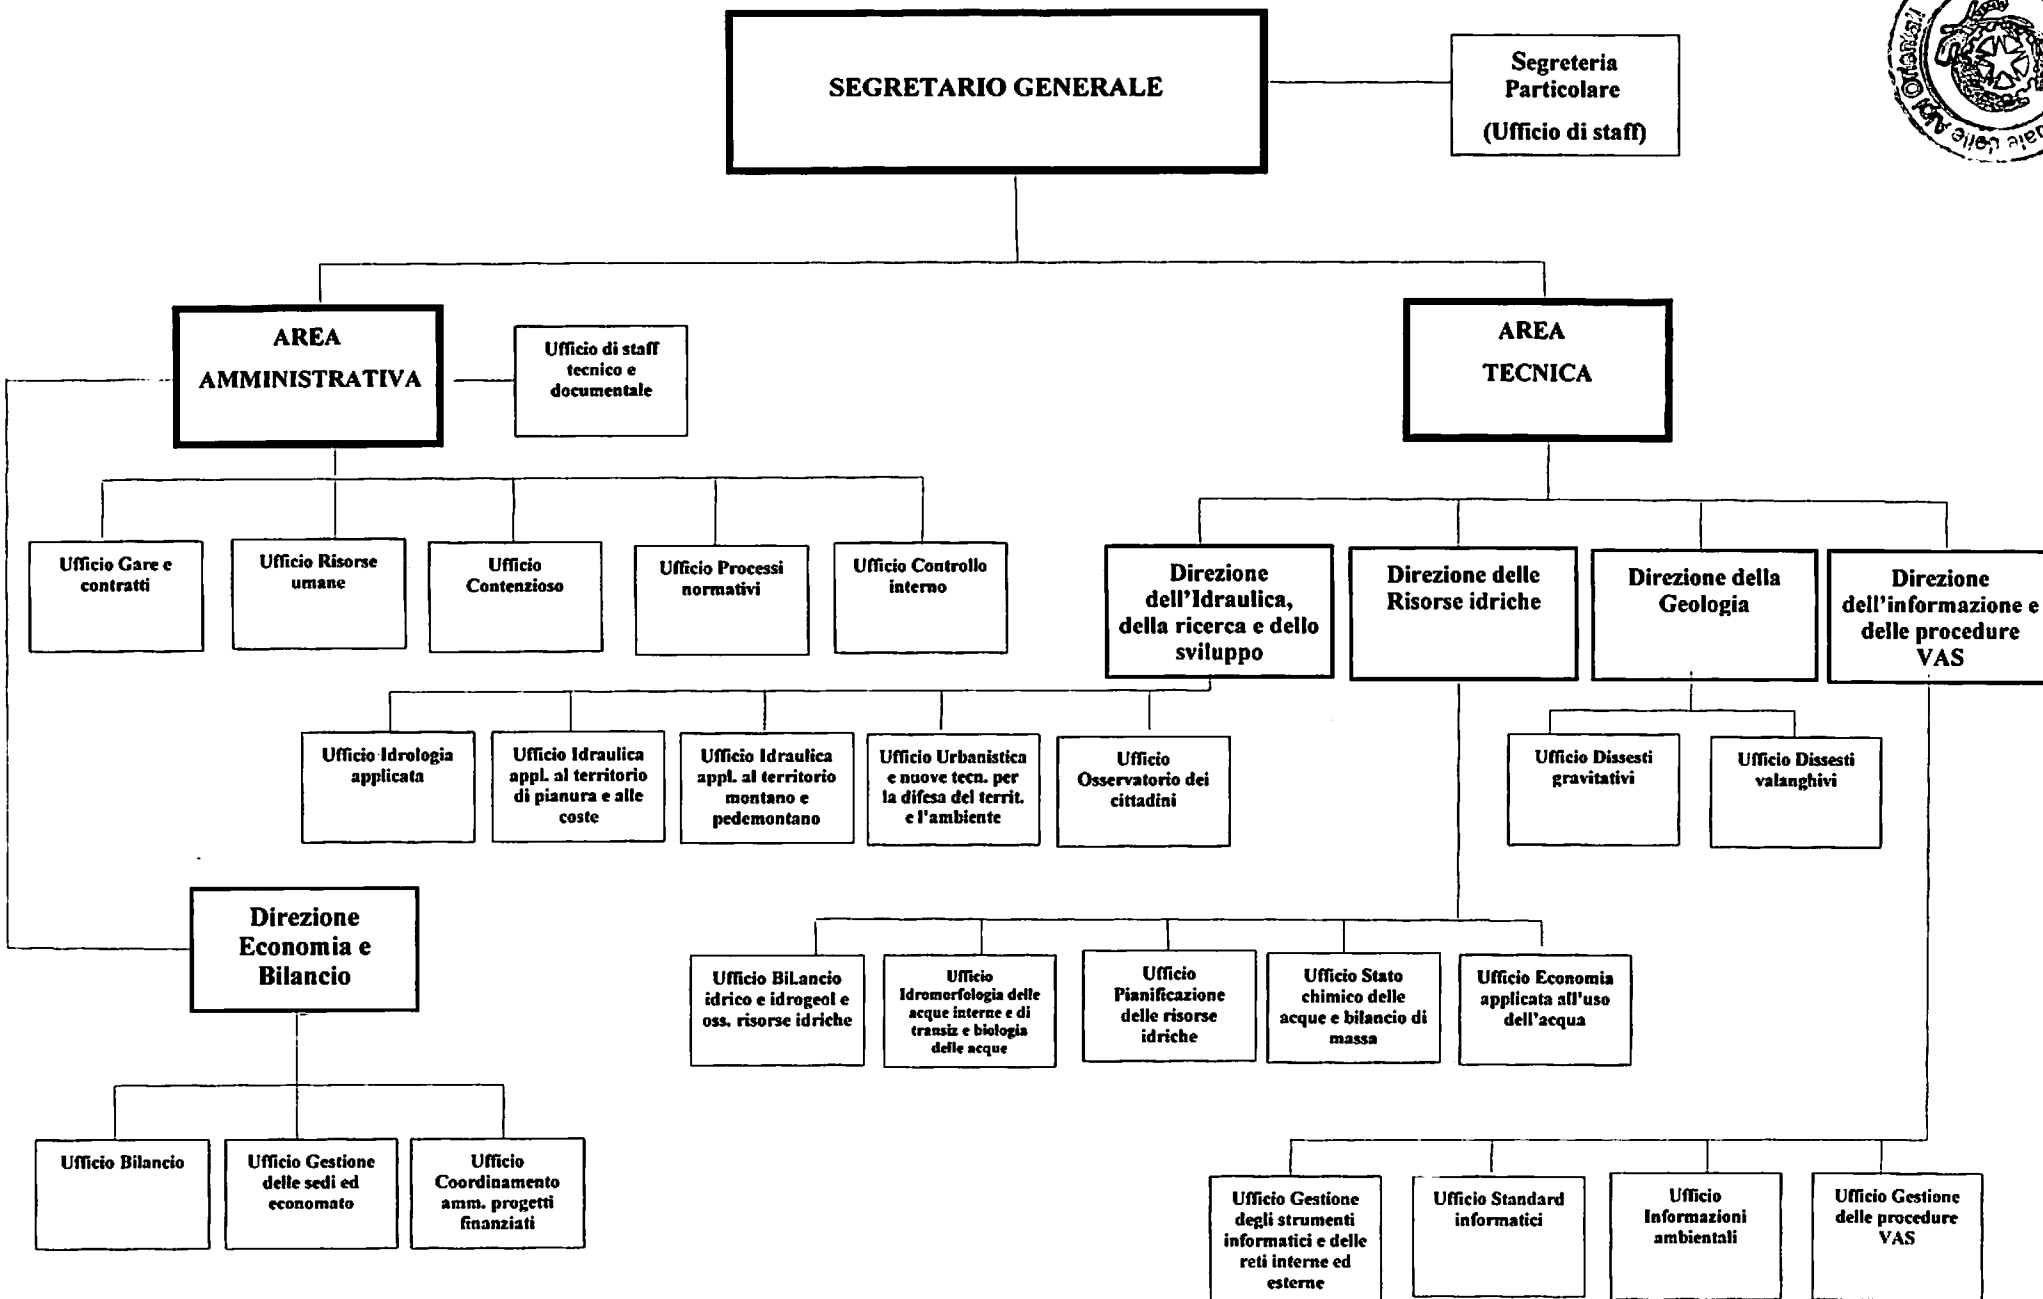 SEGRETARIO GENERALE
Segreteria
Particolare
(Ufficio di staff)
Alpi Orientali
AREA
AMMINISTRATIVA
Ufficio di staff
tecnico e
documentale
AREA
TECNICA
Ufficio Gare e
contratti
Ufficio Risorse
umane
Ufficio
Contenzioso
Ufficio Processi
normativi
Ufficio Controllo
interno
Direzione
dell'Idraulica,
della ricerca e dello
sviluppo
Direzione delle
Risorse idriche
Direzione della
Geologia
Direzione
dell'informazione e
delle procedure
VAS
Ufficio Idrologia
applicata
Ufficio Idraulica
appl. al territorio
di pianura e alle
coste
Ufficio Idraulica
appl. al territorio
montano e
pedemontano
Ufficio Urbanistica
e nuove tecn. per
la difesa del territ.
e l'ambiente
Ufficio
Osservatorio dei
cittadini
Ufficio Dissesti
gravitativi
Ufficio Dissesti
valanghivi
Direzione
Economia e
Bilancio
Ufficio BiLancio
idrico e idrogeol e
oss. risorse idriche
Ufficio
Idromorfologia delle
acque interne e di
transiz e biologia
delle acque
Ufficio
Pianificazione
delle risorse
idriche
Ufficio Stato
chimico delle
acque e bilancio di
massa
Ufficio Economia
applicata all'uso
dell'acqua
Ufficio Bilancio
Ufficio Gestione
delle sedi ed
economato
Ufficio
Coordinamento
amm. progetti
finanziati
Ufficio Gestione
degli strumenti
informatici e delle
reti interne ed
esterne
Ufficio Standard
informatici
Ufficio
Informazioni
ambientali
Ufficio Gestione
delle procedure
VAS